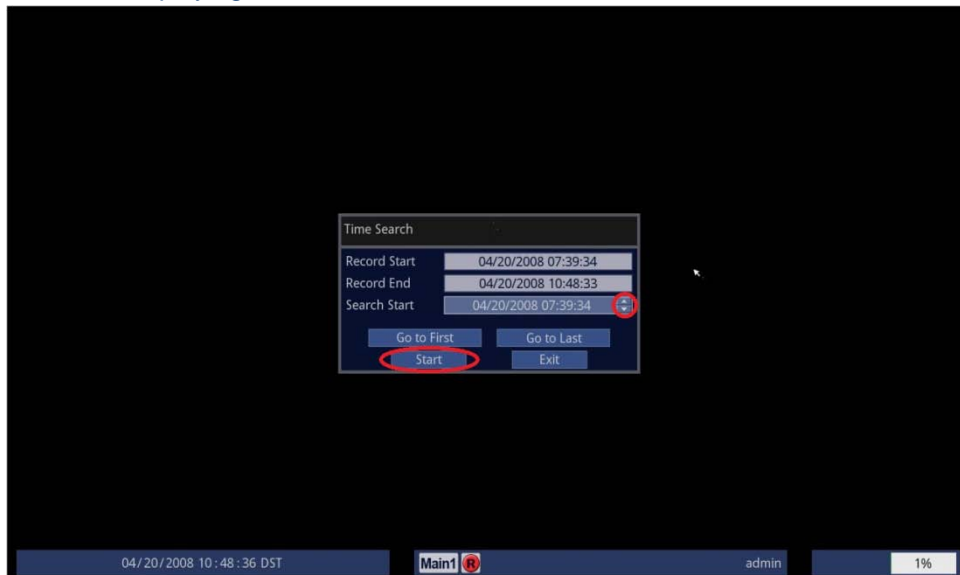 Time Search
Record Start 04/20/2008 07:39:34
Record End 04/20/2008 10:48:33
Search Start 04/20/2008 07:39:34
Go to First Go to Last
Start Exit
04/20/2008 10:48:36 DST Main1 R admin 1%